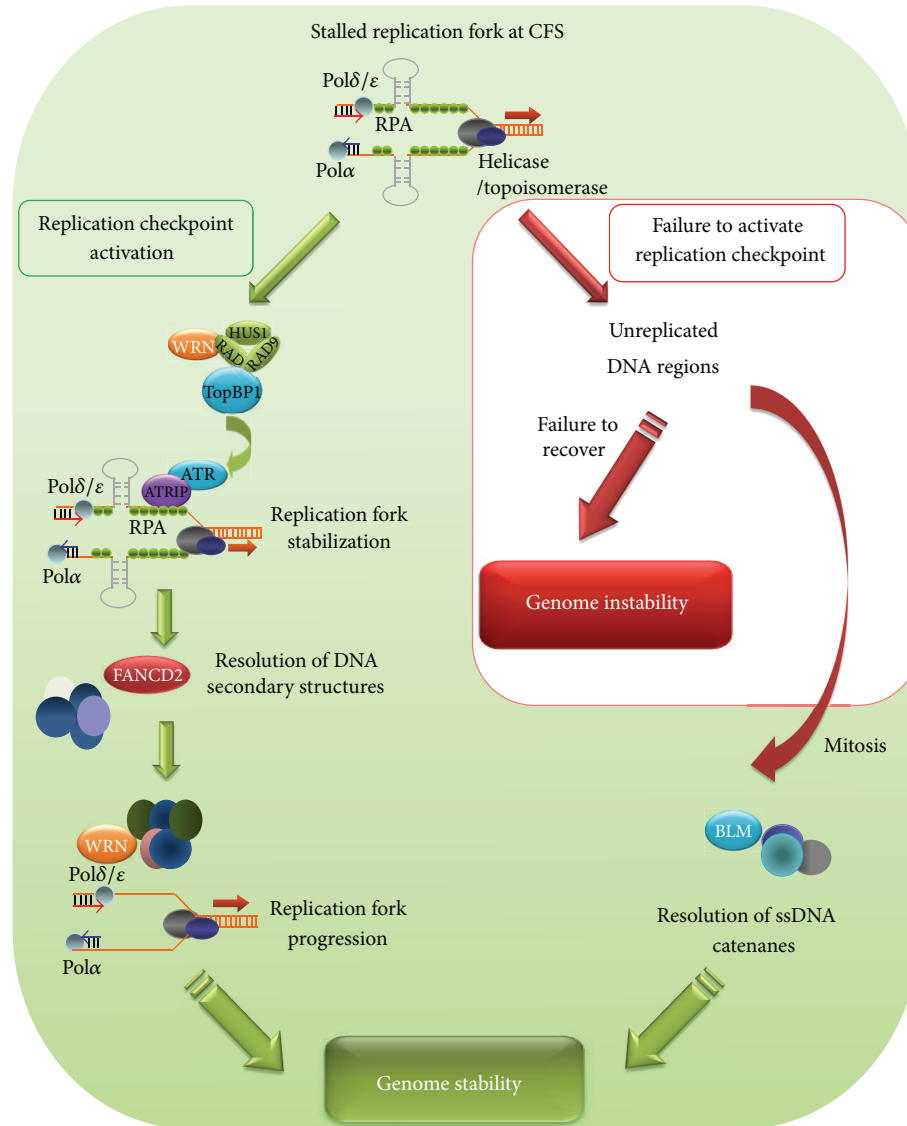 Stalled replication fork at CFS
Polδ/ε
RPA
Polα
Helicase
/topoisomerase
Replication checkpoint
activation
Failure to activate
replication checkpoint
HUS1
WRN
RAD
RAD9
TopBP1
Unreplicated
DNA regions
Failure to
recover
ATR
ATRIP
Polδ/ε
RPA
Polα
Replication fork
stabilization
Genome instability
FANCD2
Resolution of DNA
secondary structures
Mitosis
WRN
Polδ/ε
Polα
Replication fork
progression
BLM
Resolution of ssDNA
catenanes
Genome stability